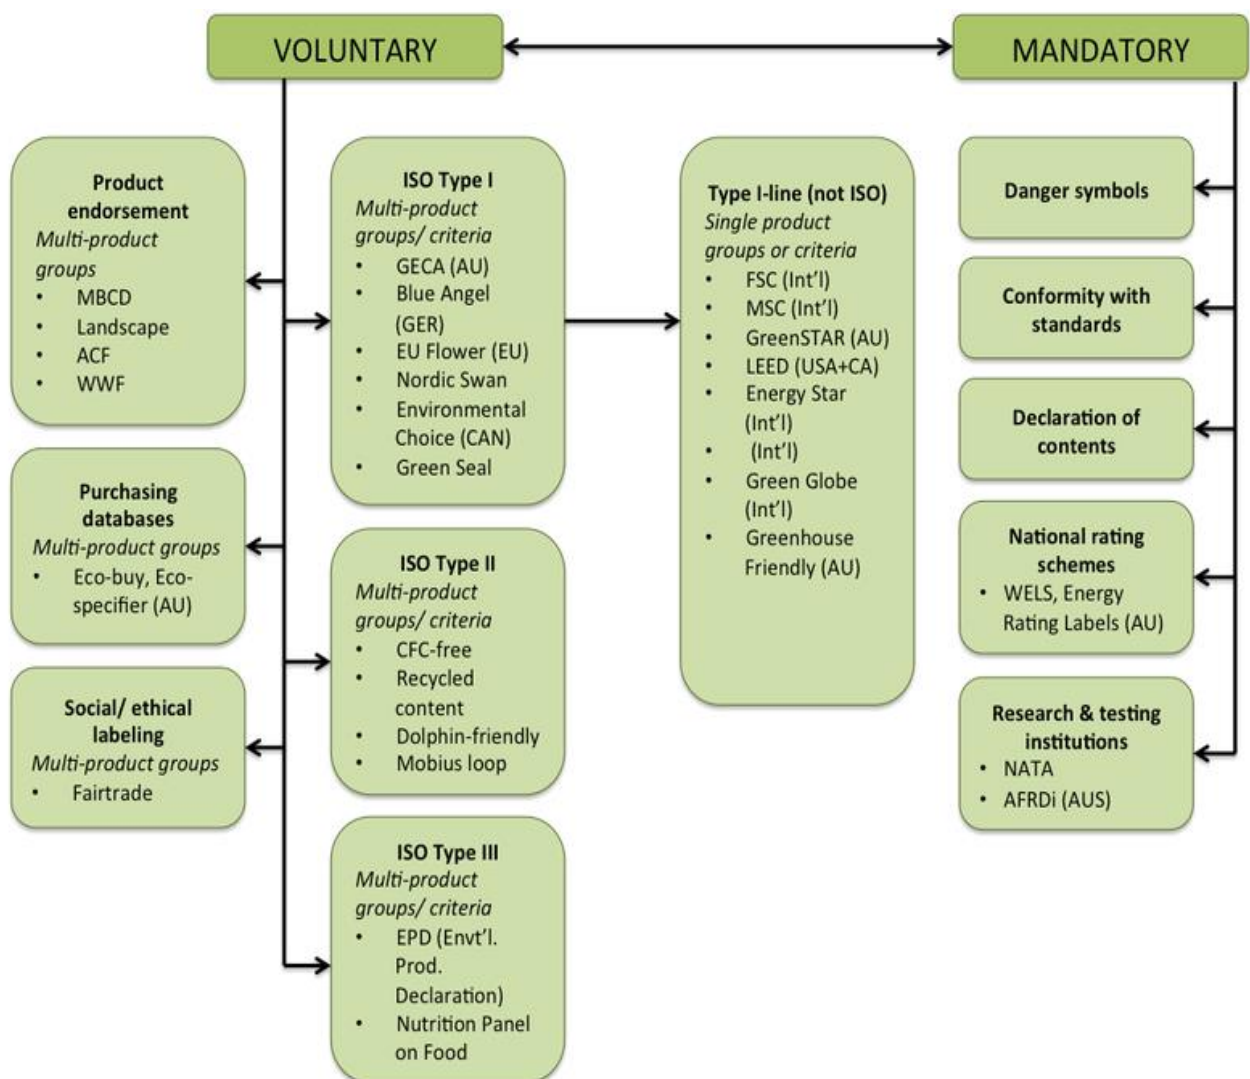 VOLUNTARY
MANDATORY
Product
endorsement
Multi-product
groups
• MBCD
• Landscape
• ACF
• WWF
Purchasing
databases
Multi-product groups
• Eco-buy, Eco-
specifier (AU)
Social/ ethical
labeling
Multi-product groups
• Fairtrade
ISO Type I
Multi-product
groups/ criteria
• GECA (AU)
• Blue Angel
(GER)
• EU Flower (EU)
• Nordic Swan
• Environmental
Choice (CAN)
• Green Seal
ISO Type II
Multi-product
groups/ criteria
• CFC-free
• Recycled
content
• Dolphin-friendly
• Mobius loop
ISO Type III
Multi-product
groups/ criteria
• EPD (Envt'l.
Prod.
Declaration)
• Nutrition Panel
on Food
Type I-line (not ISO)
Single product
groups or criteria
• FSC (Int'l)
• MSC (Int'l)
• GreenSTAR (AU)
• LEED (USA+CA)
• Energy Star
(Int'l)
• (Int'l)
• Green Globe
(Int'l)
• Greenhouse
Friendly (AU)
Danger symbols
Conformity with
standards
Declaration of
contents
National rating
schemes
• WELS, Energy
Rating Labels (AU)
Research & testing
institutions
• NATA
• AFRDi (AUS)